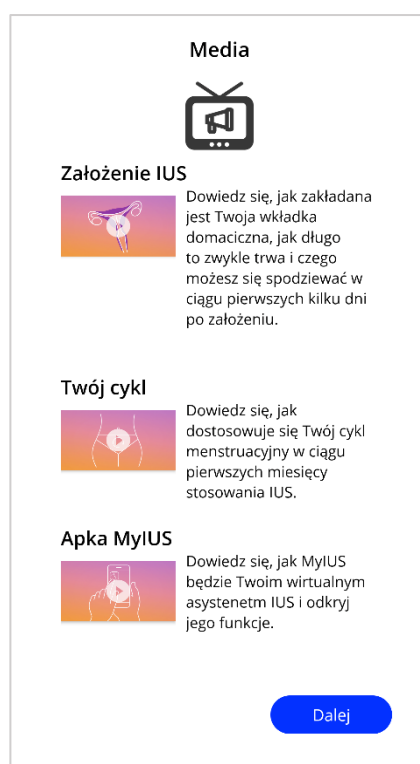 Media
Założenie IUS
Dowiedz się, jak zakładana
jest Twoja wkładka
domaciczna, jak długo
to zwykle trwa i czego
możesz się spodziewać w
ciągu pierwszych kilku dni
po założeniu.
Twój cykl
Dowiedz się, jak
dostosowuje się Twój cykl
menstruacyjny w ciągu
pierwszych miesięcy
stosowania IUS.
Apka MyIUS
Dowiedz się, jak MyIUS
będzie Twoim wirtualnym
asystenetm IUS i odkryj
jego funkcje.
Dalej